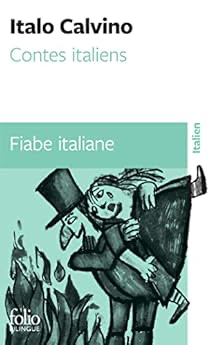 Italo Calvino
Contes italiens
Fiabe italiane
Italien
folio
BILINGUE